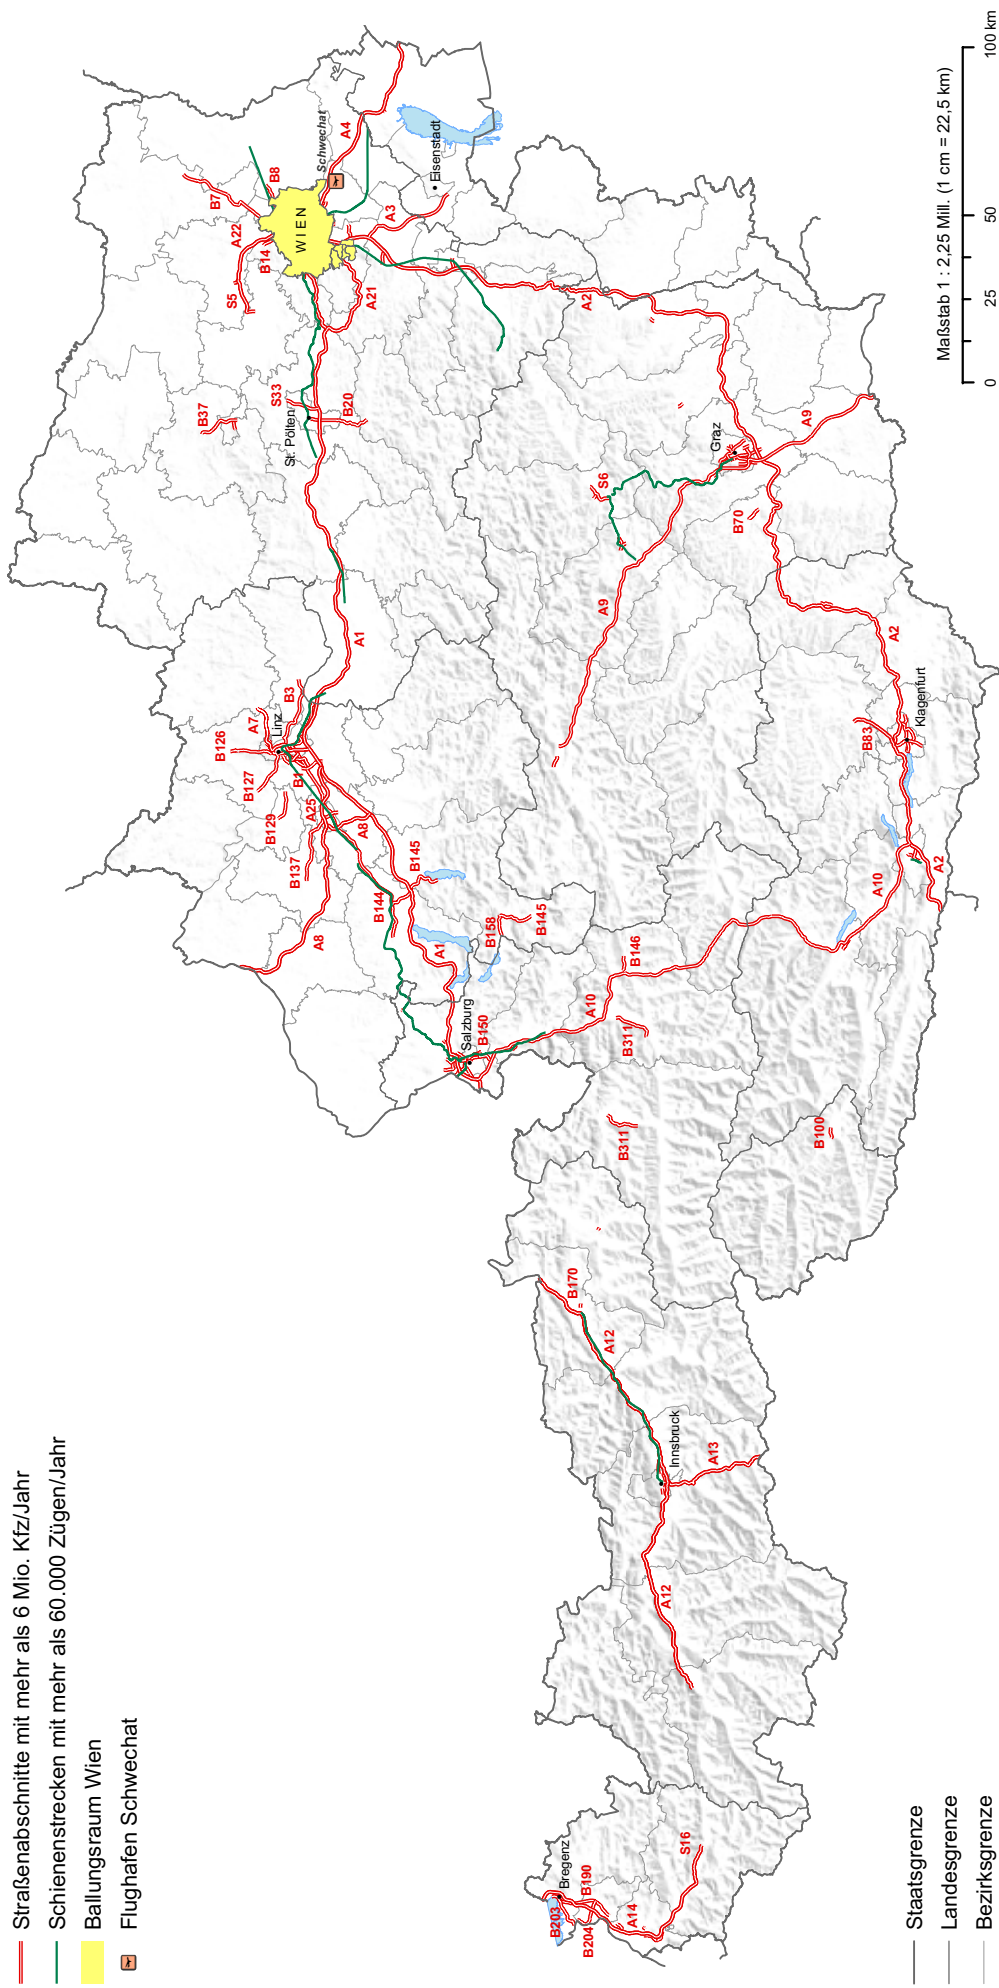 Straßenabschnitte mit mehr als 6 Mio. Kfz/Jahr
Schienenstrecken mit mehr als 60.000 Zügen/Jahr
Ballungsraum Wien
Flughafen Schwechat
B7
B8
A22
B14
S5
WIEN
Schwechat
A4
A3
Eisenstadt
A21
B37
S33
St. Pölten
B20
A2
A1
B3
A7
Linz
B126
B127
B1
B129
A25
B137
A8
A8
B145
B144
A1
B158
B145
Salzburg
B150
A10
B146
B311
B311
S6
A9
Graz
A9
B70
A2
B83
Klagenfurt
A10
A2
B100
B170
A12
Innsbruck
A13
A12
Bregenz
B203
B190
B204
A14
S16
Staatsgrenze
Landesgrenze
Bezirksgrenze
Maßstab 1 : 2,25 Mill. (1 cm = 22,5 km)
0 25 50 100 km